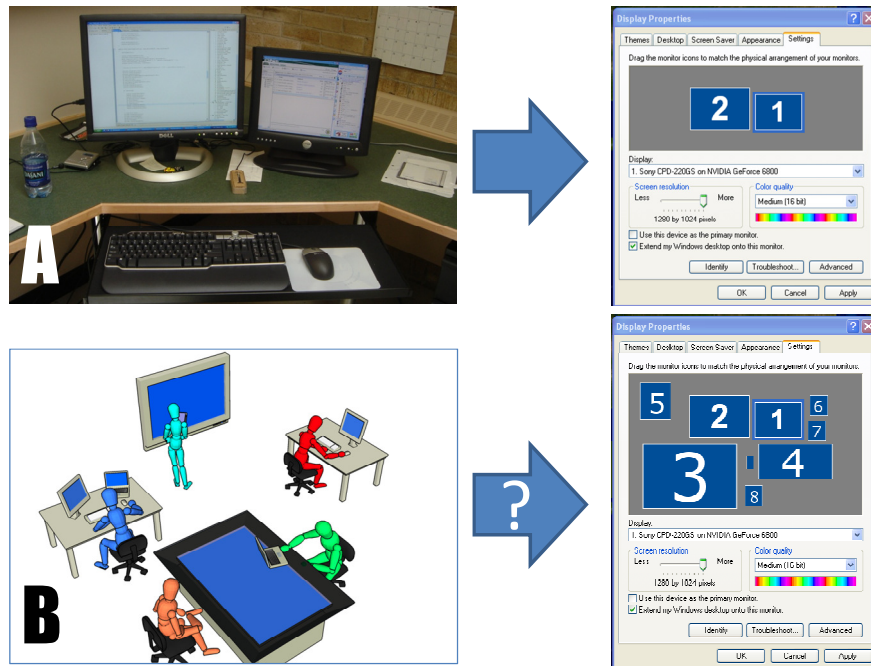 Display Properties
Themes Desktop Screen Saver Appearance Settings
Drag the monitor icons to match the physical arrangement of your monitors.
2 1
Display:
1. Sony CPD-220GS on NVIDIA GeForce 6800
Screen resolution
Less More
1280 by 1024 pixels
Color quality
Medium (16 bit)
Use this device as the primary monitor.
Extend my Windows desktop onto this monitor.
Identify Troubleshoot... Advanced
OK Cancel Apply
DELL
A
?
B
Display Properties
Themes Desktop Screen Saver Appearance Settings
Drag the monitor icons to match the physical arrangement of your monitors.
5 2 1 6
7
3 4
8
Display:
1. Sony CPD-220GS on NVIDIA GeForce 6800
Screen resolution
Less More
1280 by 1024 pixels
Color quality
Medium (16 bit)
Use this device as the primary monitor.
Extend my Windows desktop onto this monitor.
Identify Troubleshoot... Advanced
OK Cancel Apply